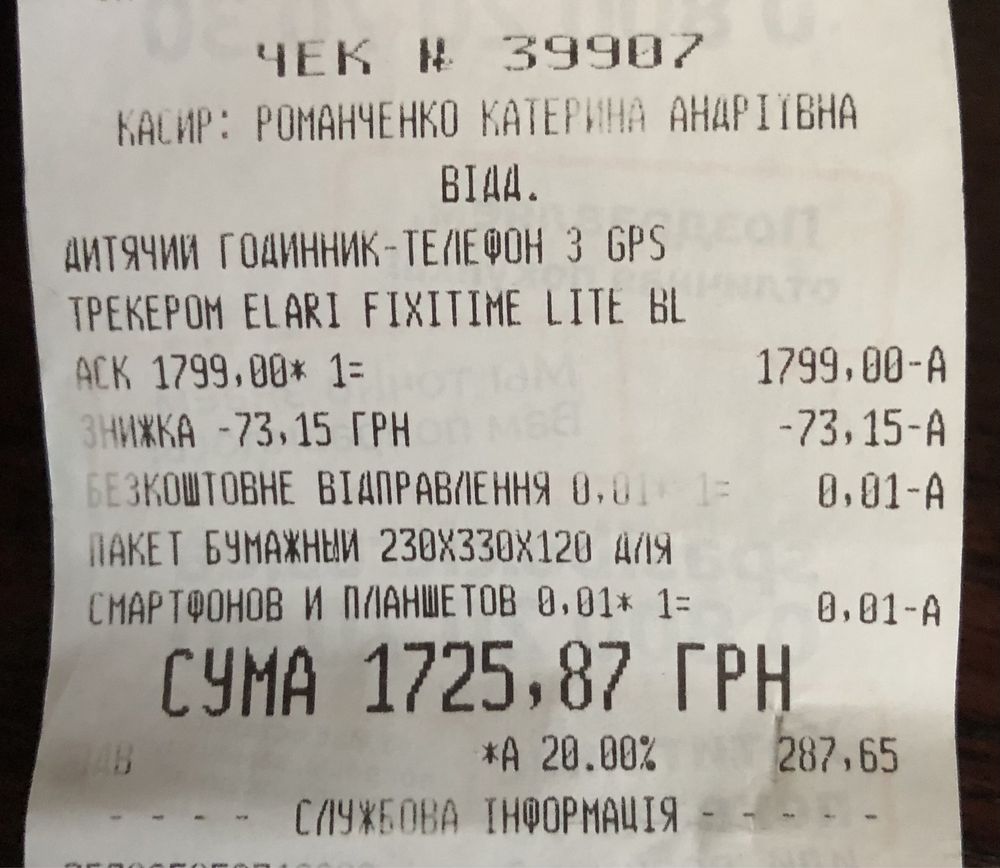 ЧЕК № 39907
КАСИР: РОМАНЧЕНКО КАТЕРИНА АНДРІЇВНА
ВІДД.
ДИТЯЧИЙ ГОДИННИК-ТЕЛЕФОН З GPS
ТРЕКЕРОМ ELARI FIXITIME LITE BL
АСК 1799,00* 1= 1799,00-А
ЗНИЖКА -73,15 ГРН -73,15-А
БЕЗКОШТОВНЕ ВІДПРАВЛЕННЯ 0,01* 1= 0,01-А
ПАКЕТ БУМАЖНЫЙ 230Х330Х120 ДЛЯ
СМАРТФОНОВ И ПЛАНШЕТОВ 0,01* 1= 0,01-А
СУМА 1725,87 ГРН
*А 20.00% 287,65
- - - - СЛУЖБОВА ІНФОРМАЦІЯ - - - - -